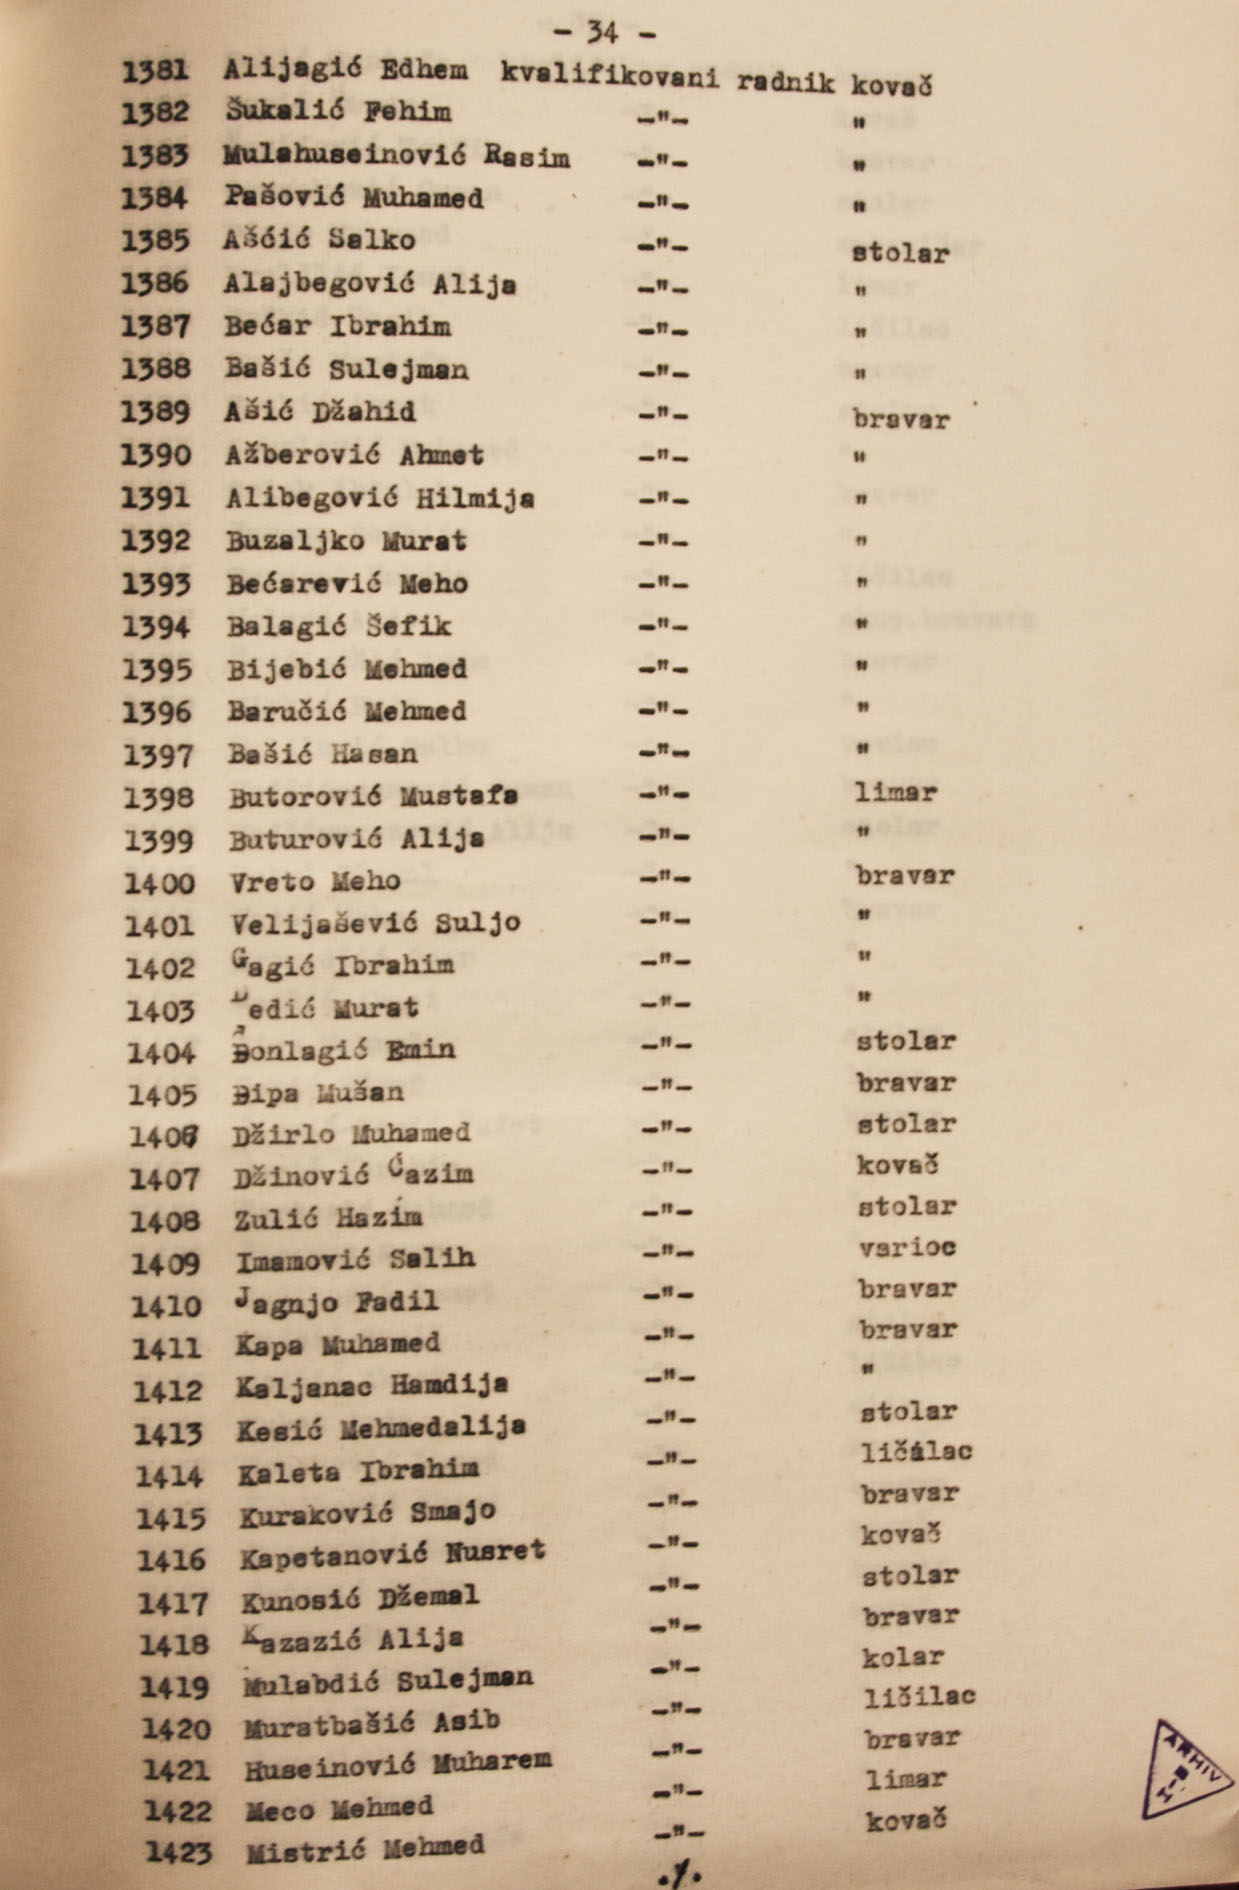 - 34 -
1381 Alijagić Edhem kvalifikovani radnik kovač
1382 Šukalić Fehim -"- "
1383 Mulahuseinović Rasim -"- "
1384 Pašović Muhamed -"- "
1385 Ašćić Salko -"- stolar
1386 Alajbegović Alija -"- "
1387 Bećar Ibrahim -"- "
1388 Bašić Sulejman -"- "
1389 Ašić Džahid -"- bravar
1390 Ažberović Ahmet -"- "
1391 Alibegović Hilmija -"- "
1392 Buzaljko Murat -"- "
1393 Bećarević Meho -"- "
1394 Balagić Šefik -"- "
1395 Bijebić Mehmed -"- "
1396 Baručić Mehmed -"- "
1397 Bašić Hasan -"- "
1398 Butorović Mustafa -"- limar
1399 Buturović Alija -"- "
1400 Vreto Meho -"- bravar
1401 Velijašević Suljo -"- "
1402 Gagić Ibrahim -"- "
1403 Dedić Murat -"- "
1404 Đonlagić Emin -"- stolar
1405 Đipa Mušan -"- bravar
1406 Džirlo Muhamed -"- stolar
1407 Džinović Ćazim -"- kovač
1408 Zulić Hazim -"- stolar
1409 Imamović Salih -"- varioc
1410 Jagnjo Fadil -"- bravar
1411 Kapa Muhamed -"- bravar
1412 Kaljanac Hamdija -"- "
1413 Kesić Mehmedalija -"- stolar
1414 Kaleta Ibrahim -"- ličilac
1415 Kuraković Smajo -"- bravar
1416 Kapetanović Nusret -"- kovač
1417 Kunosić Džemal -"- stolar
1418 Kazazić Alija -"- bravar
1419 Mulabdić Sulejman -"- kolar
1420 Muratbašić Asib -"- ličilac
1421 Huseinović Muharem -"- bravar
1422 Meco Mehmed -"- limar
1423 Mistrić Mehmed -"- kovač
./.
ARHIV